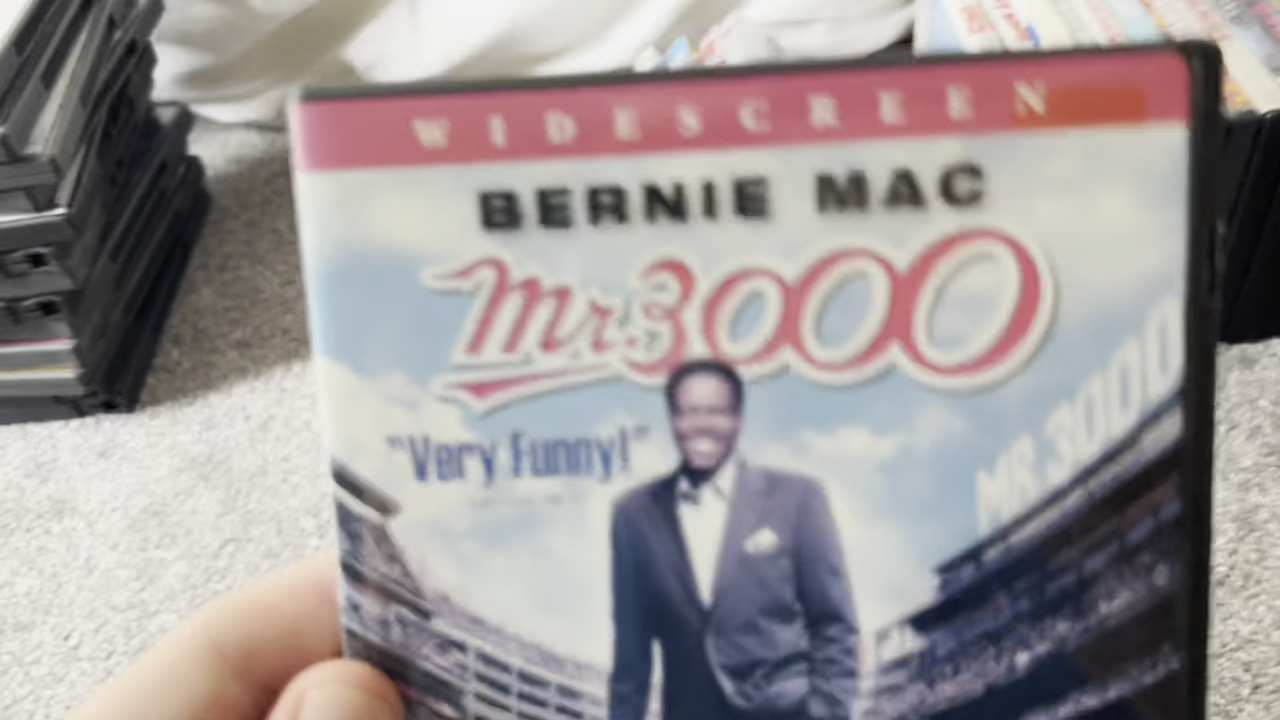 WIDESCREEN
BERNIE MAC
Mr.3000
"Very Funny!"
MR.3000